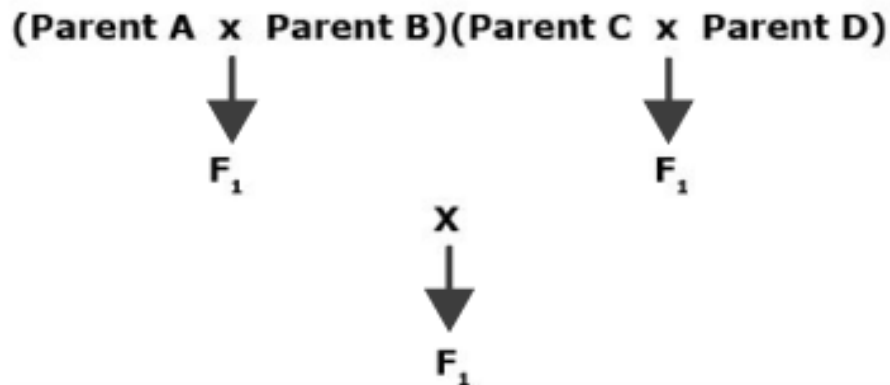 (Parent A x Parent B)(Parent C x Parent D)
F₁ F₁
X
F₁